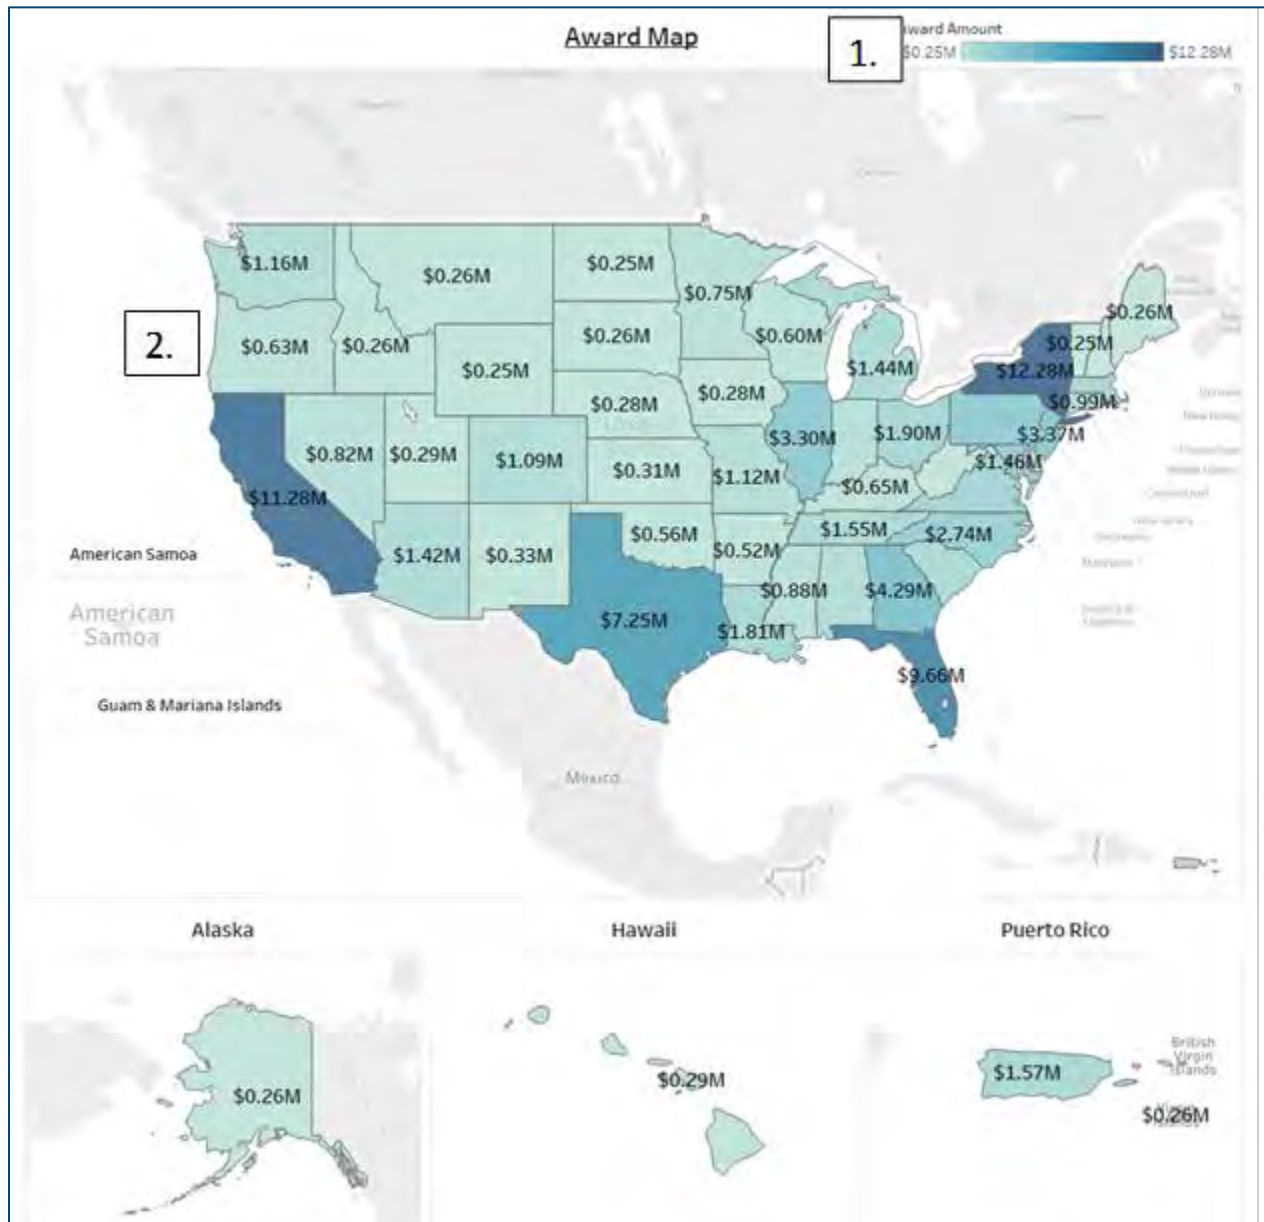 Award Map
1.
ward Amount
$0.25M
$12.28M
$1.16M
$0.26M
$0.25M
$0.75M
$0.26M
2.
$0.63M
$0.26M
$0.26M
$0.60M
$0.25M
$0.25M
$1.44M
$12.28M
$0.28M
$0.28M
$0.99M
$0.82M
$0.29M
$1.09M
$3.30M
$1.90M
$3.37M
$0.31M
$1.12M
$1.46M
$11.28M
$0.65M
$1.42M
$0.33M
$0.56M
$0.52M
$1.55M
$2.74M
American Samoa
American
Samoa
$0.88M
$4.29M
$7.25M
$1.81M
$9.66M
Guam & Mariana Islands
Mexico
Alaska
Hawaii
Puerto Rico
$0.26M
$0.29M
$1.57M
British
Virgin
Islands
$0.26M